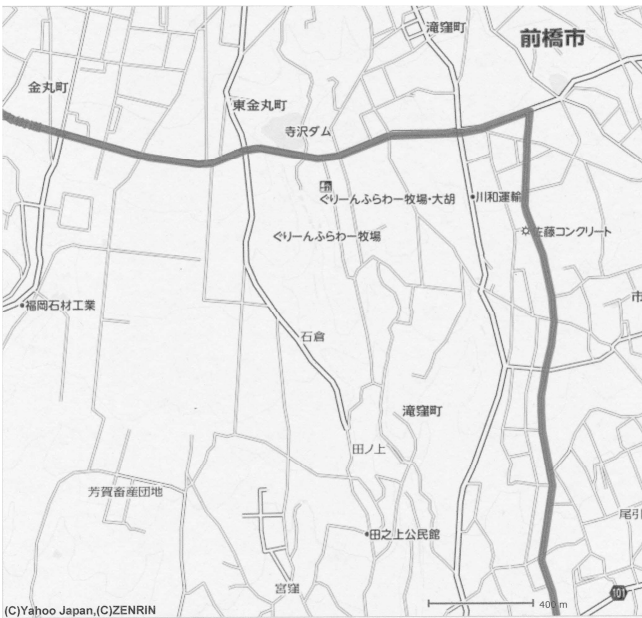 滝窪町
前橋市
金丸町
東金丸町
寺沢ダム
ぐりーんふらわー牧場・大胡
川和運輸
佐藤コンクリート
ぐりーんふらわー牧場
市
福岡石材工業
石倉
滝窪町
田ノ上
芳賀畜産団地
尾引
田之上公民館
宮窪
101
400 m
(C)Yahoo Japan,(C)ZENRIN